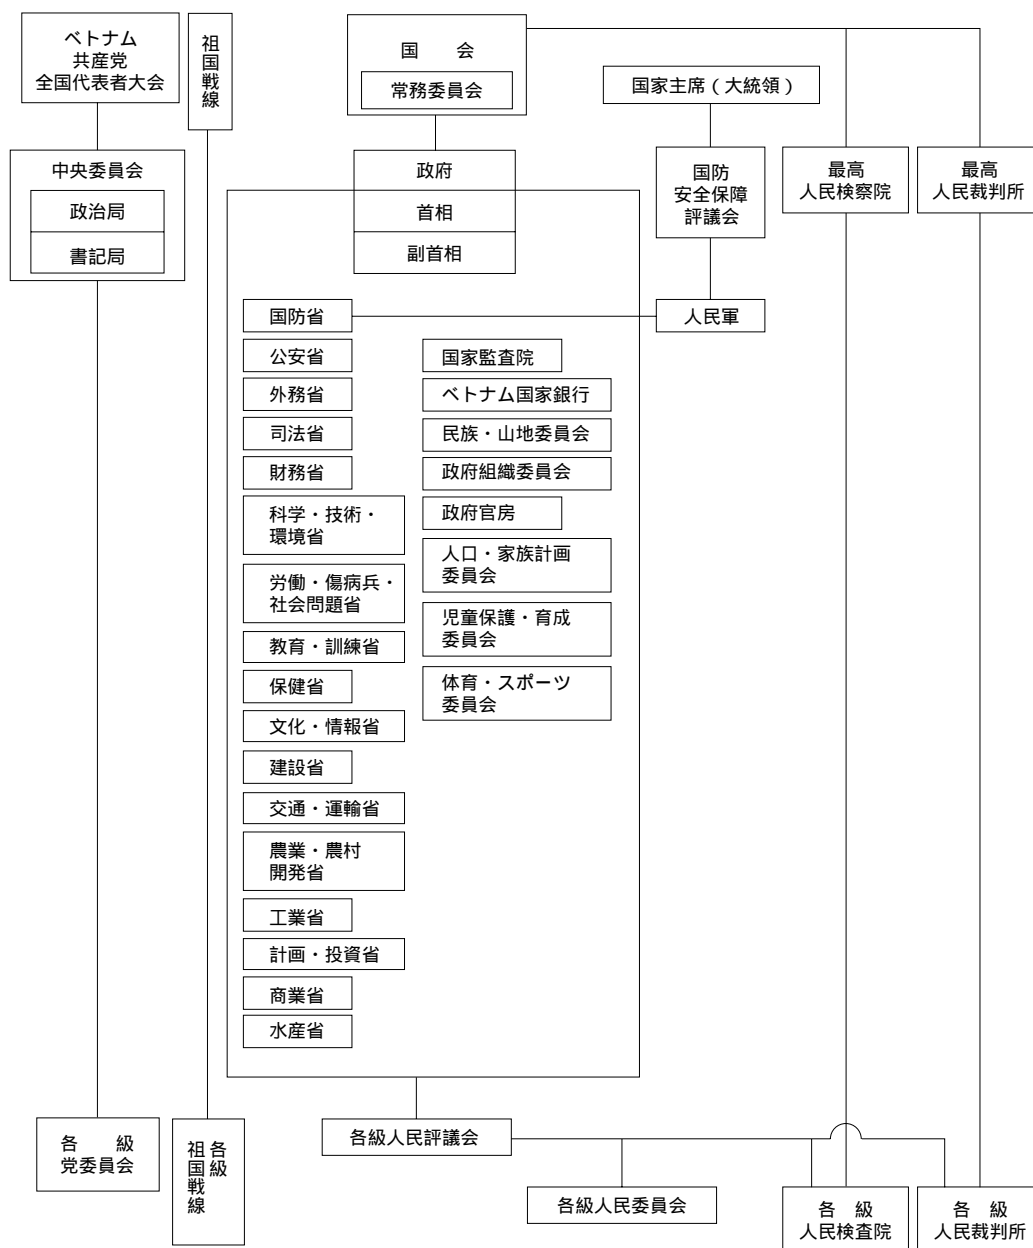 ベトナム
共産党
全国代表者大会
祖国戦線
国　会
常務委員会
国家主席（大統領）
中央委員会
政治局
書記局
政府
首相
副首相
国防
安全保障
評議会
最高
人民検察院
最高
人民裁判所
国防省
人民軍
公安省
外務省
司法省
財務省
科学・技術・
環境省
労働・傷病兵・
社会問題省
教育・訓練省
保健省
文化・情報省
建設省
交通・運輸省
農業・農村
開発省
工業省
計画・投資省
商業省
水産省
国家監査院
ベトナム国家銀行
民族・山地委員会
政府組織委員会
政府官房
人口・家族計画
委員会
児童保護・育成
委員会
体育・スポーツ
委員会
各　級
党委員会
各級
祖国戦線
各級人民評議会
各級人民委員会
各　級
人民検査院
各　級
人民裁判所